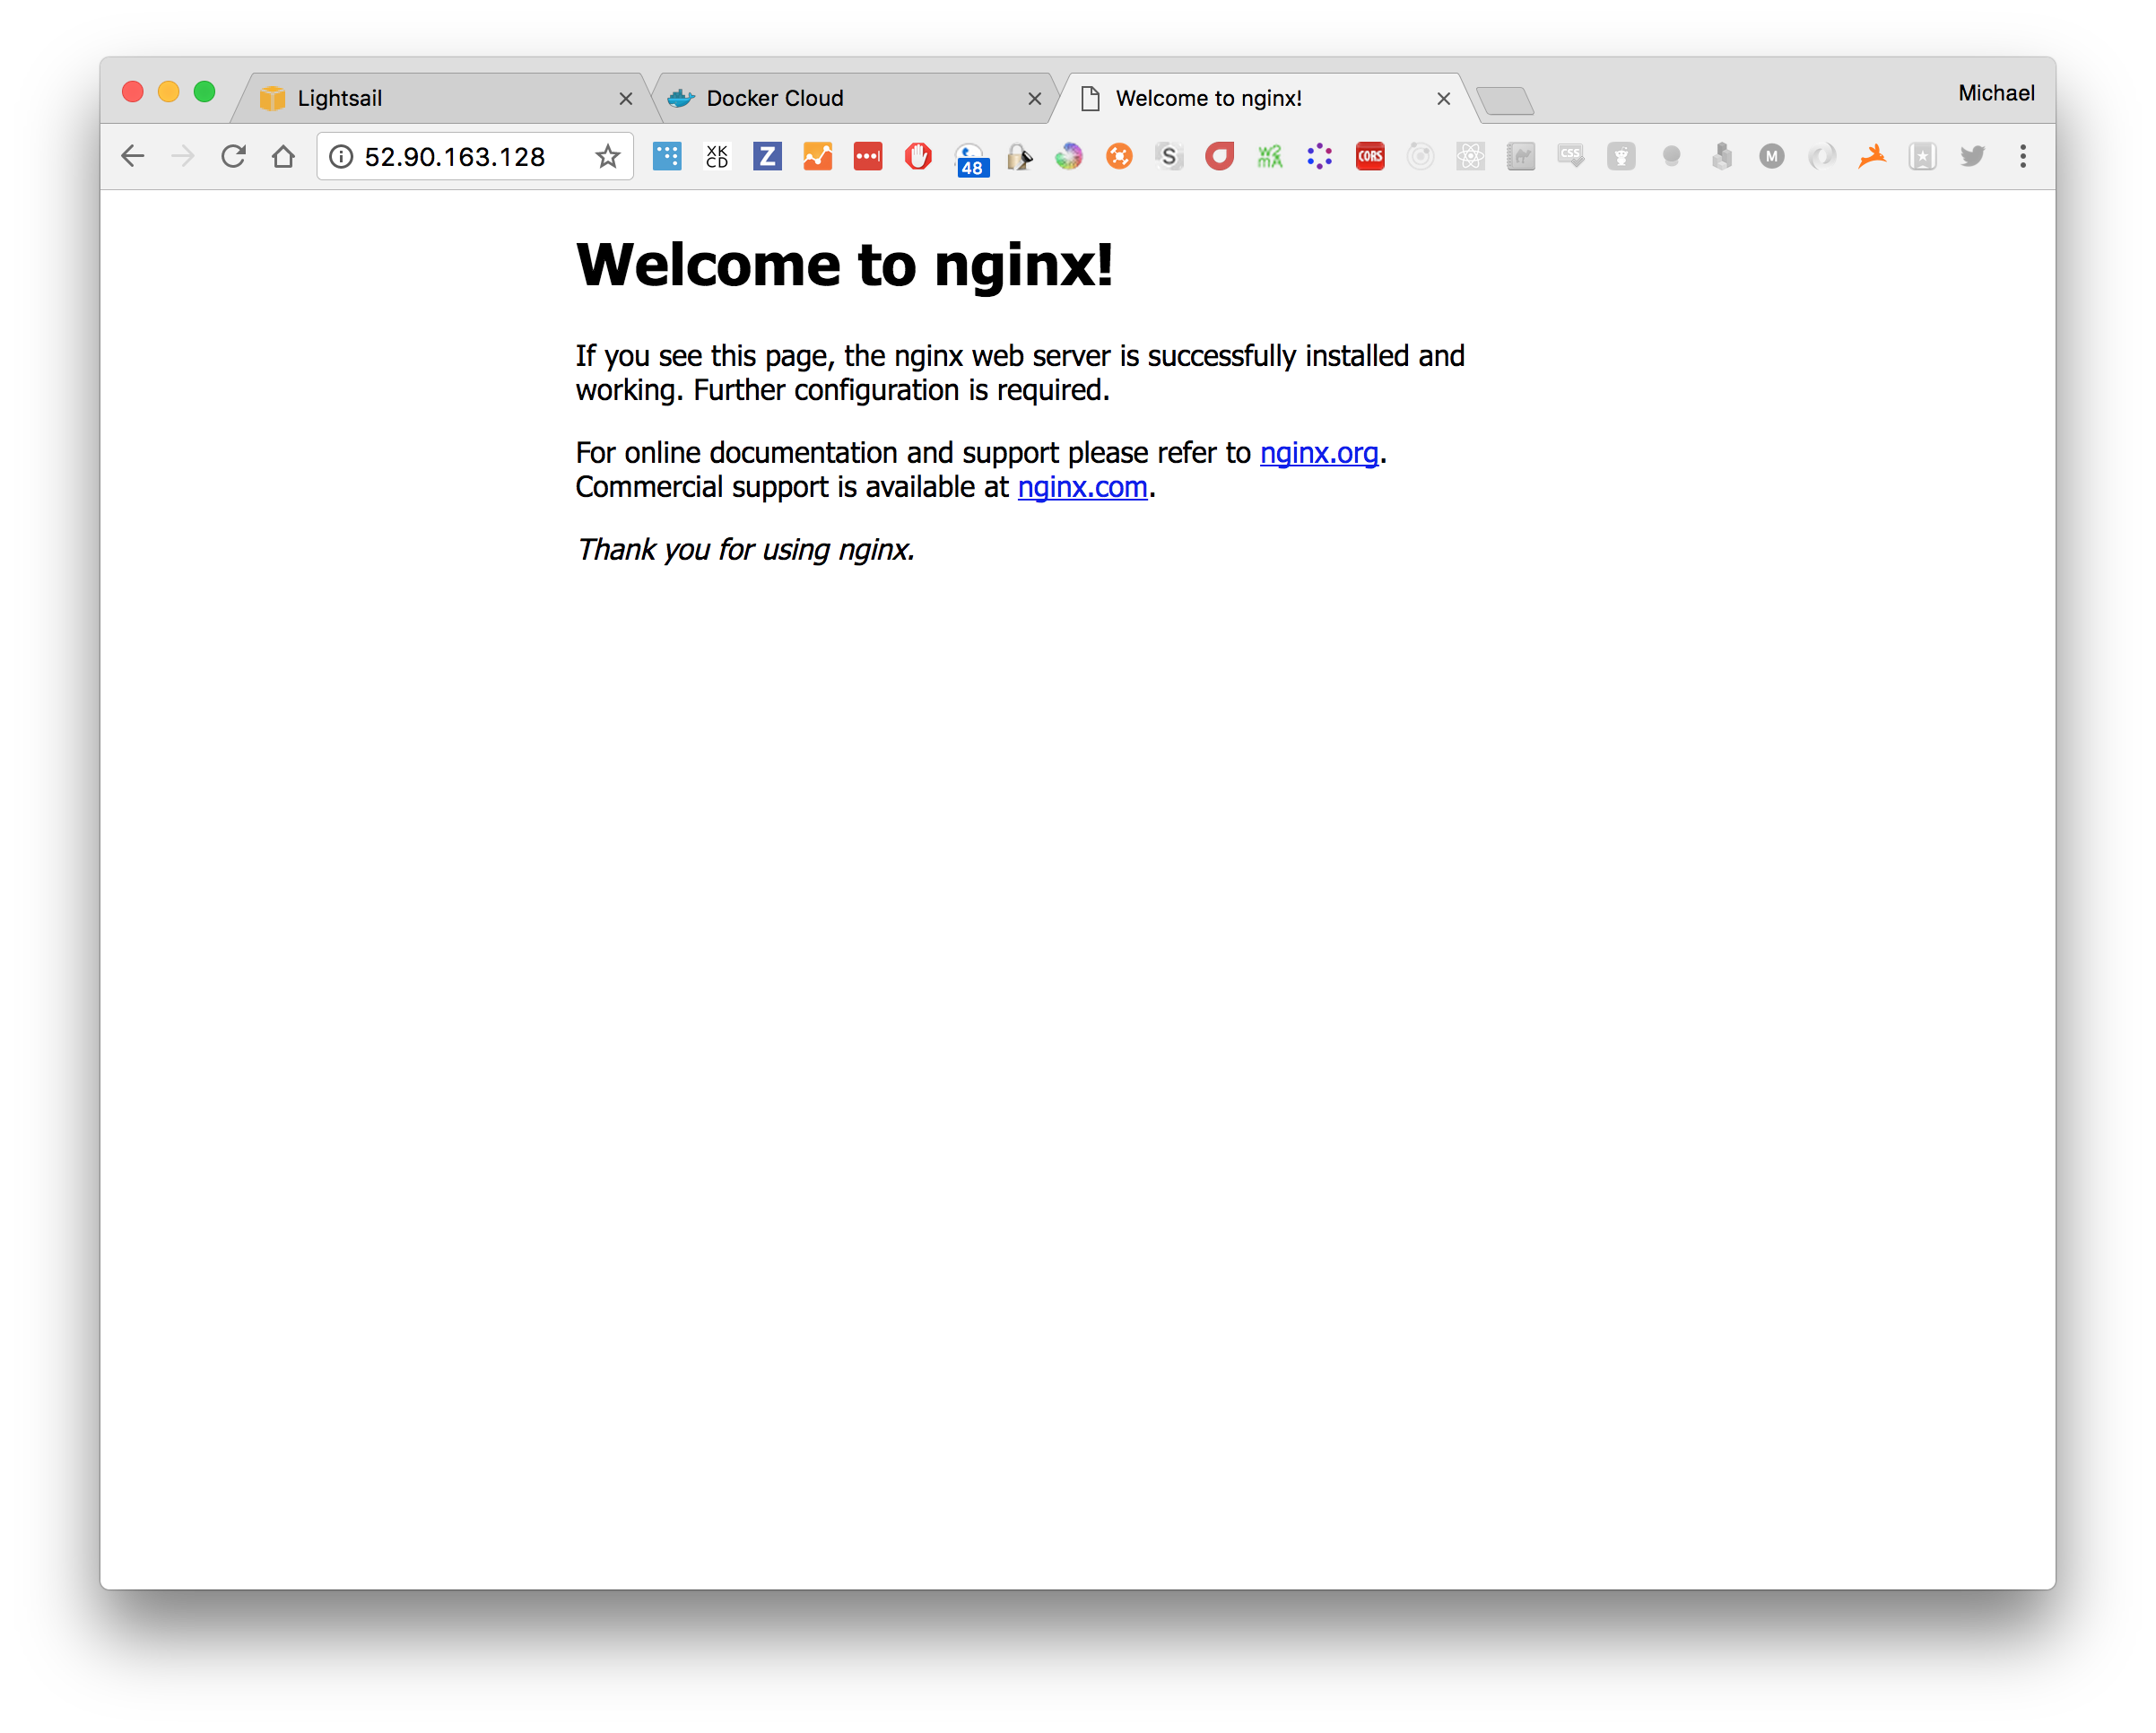 Lightsail
Docker Cloud
Welcome to nginx!
Michael
52.90.163.128
XK
CD
Z
48
S
W2
mA
CORS
CSS
M
Welcome to nginx!
If you see this page, the nginx web server is successfully installed and
working. Further configuration is required.
For online documentation and support please refer to nginx.org.
Commercial support is available at nginx.com.
Thank you for using nginx.